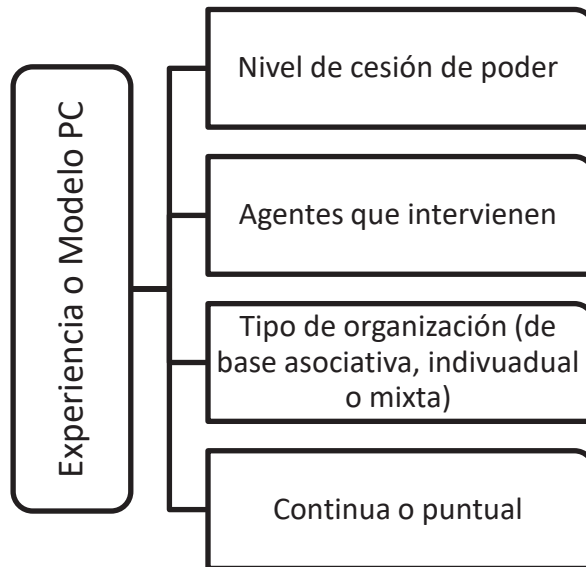 Experiencia o Modelo PC
Nivel de cesión de poder
Agentes que intervienen
Tipo de organización (de
base asociativa, indivuadual
o mixta)
Continua o puntual